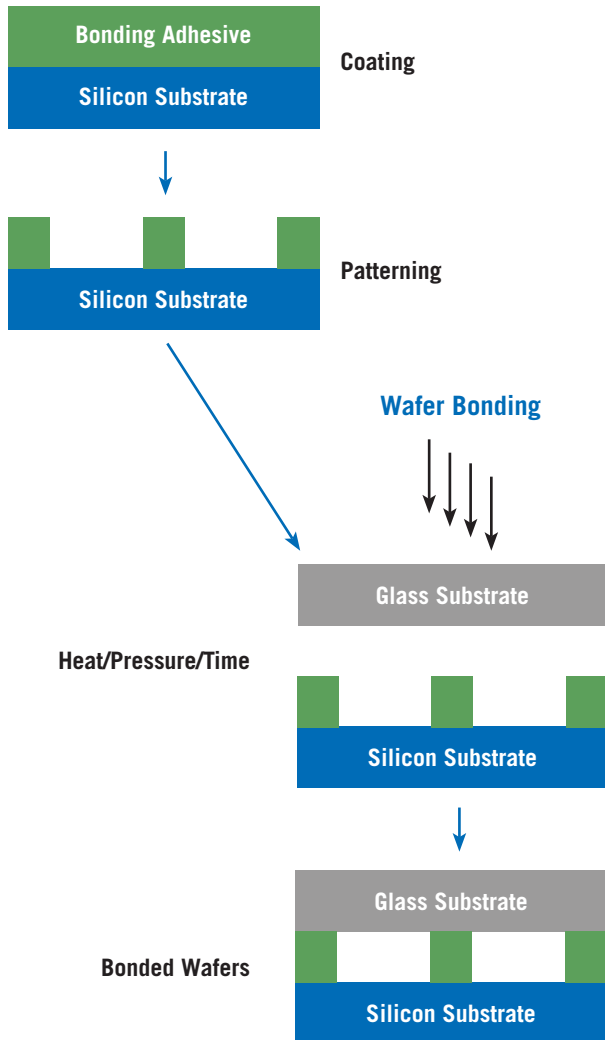 Bonding Adhesive
Coating
Silicon Substrate
Silicon Substrate
Patterning
Wafer Bonding
Glass Substrate
Heat/Pressure/Time
Silicon Substrate
Glass Substrate
Bonded Wafers
Silicon Substrate